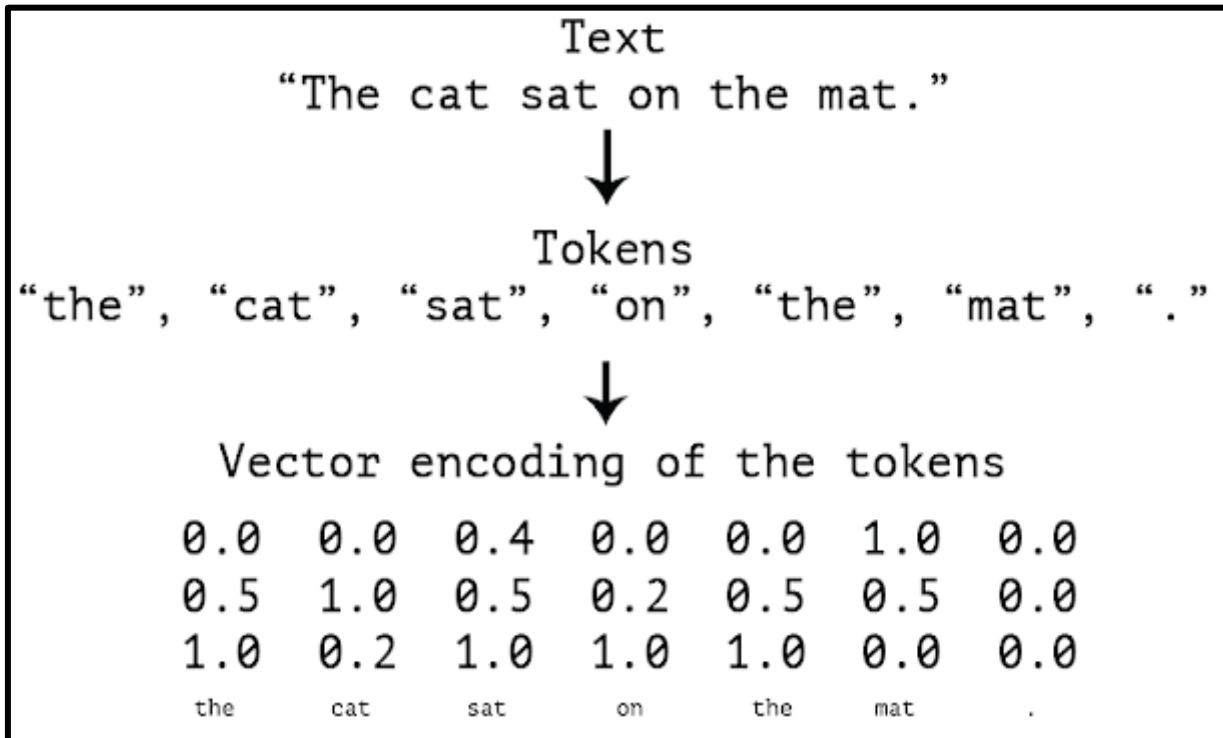 Text
“The cat sat on the mat.”
Tokens
“the”, “cat”, “sat”, “on”, “the”, “mat”, “.”
Vector encoding of the tokens
0.0 0.0 0.4 0.0 0.0 1.0 0.0
0.5 1.0 0.5 0.2 0.5 0.5 0.0
1.0 0.2 1.0 1.0 1.0 0.0 0.0
the cat sat on the mat .